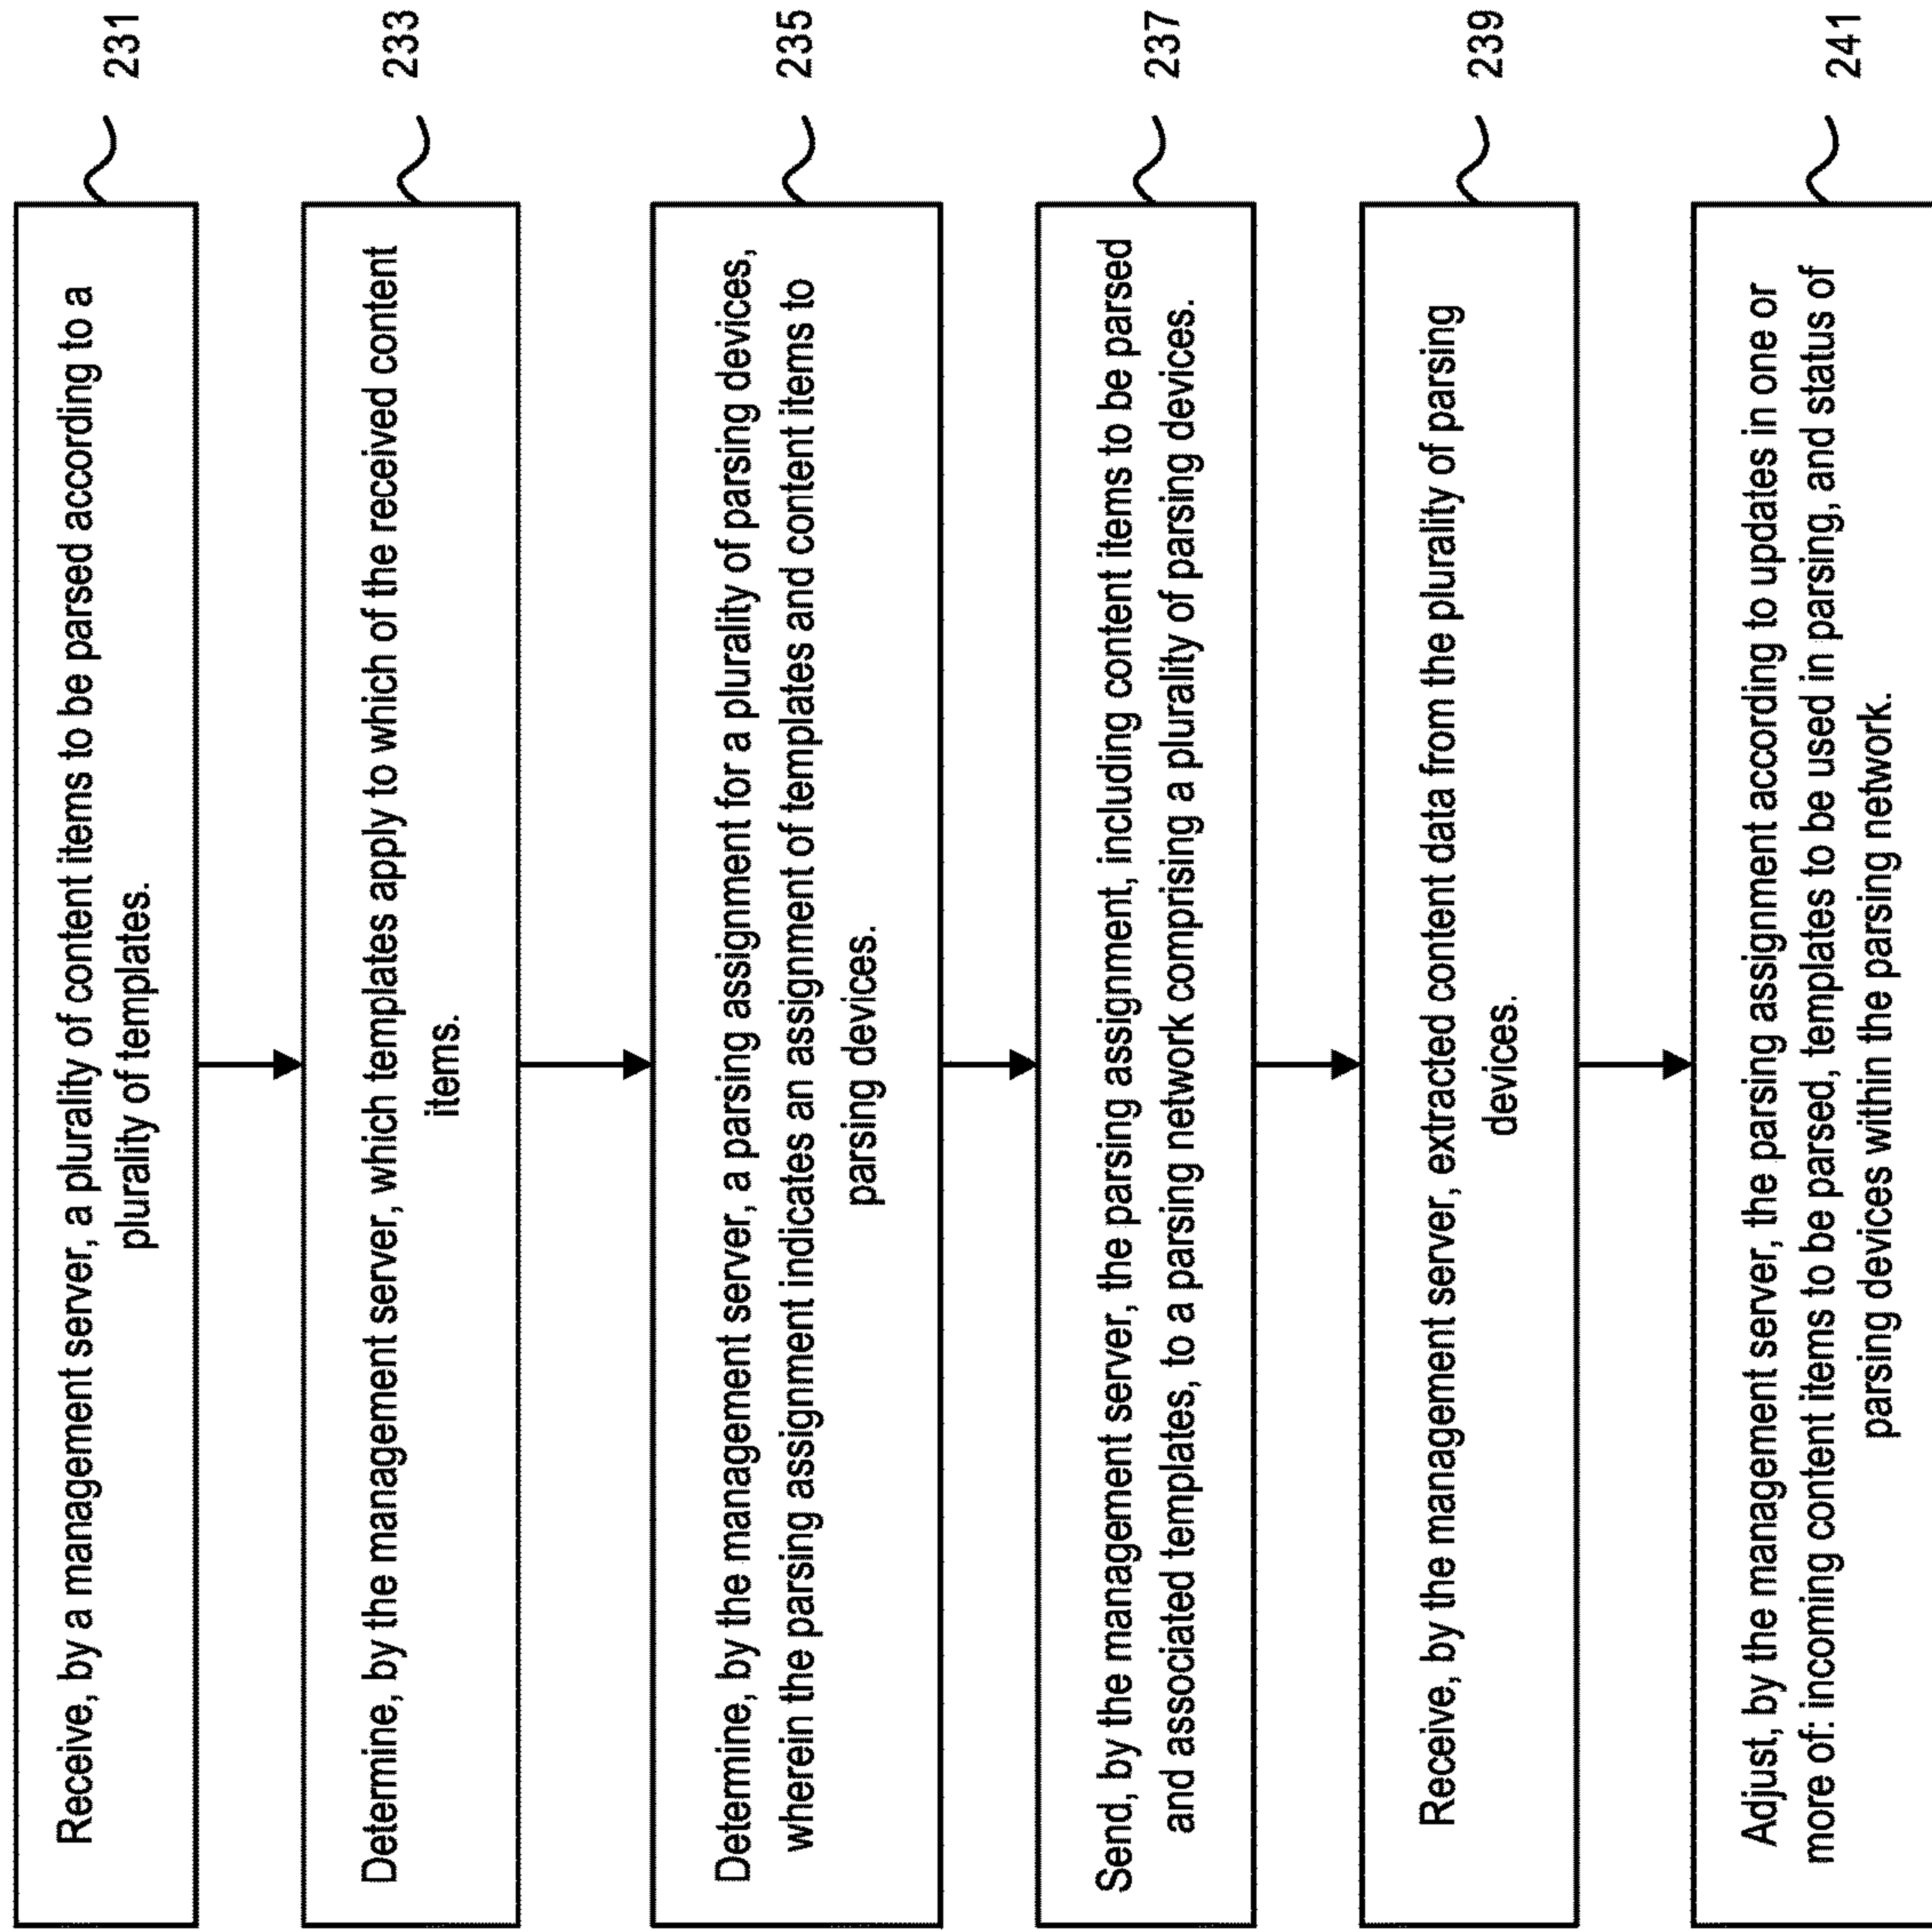 Receive, by a management server, a plurality of content items to be parsed according to a
plurality of templates.
231
Determine, by the management server, which templates apply to which of the received content
items.
233
Determine, by the management server, a parsing assignment for a plurality of parsing devices,
wherein the parsing assignment indicates an assignment of templates and content items to
parsing devices.
235
Send, by the management server, the parsing assignment, including content items to be parsed
and associated templates, to a parsing network comprising a plurality of parsing devices.
237
Receive, by the management server, extracted content data from the plurality of parsing
devices.
239
Adjust, by the management server, the parsing assignment according to updates in one or
more of: incoming content items to be parsed, templates to be used in parsing, and status of
parsing devices within the parsing network.
241